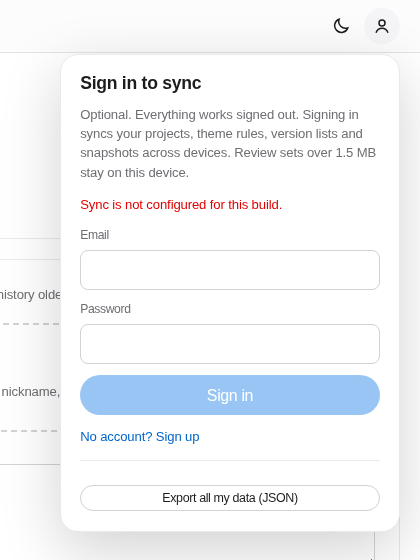 Sign in to sync
Optional. Everything works signed out. Signing in
syncs your projects, theme rules, version lists and
snapshots across devices. Review sets over 1.5 MB
stay on this device.
Sync is not configured for this build.
Email
history olde
Password
nickname,
Sign in
No account? Sign up
Export all my data (JSON)